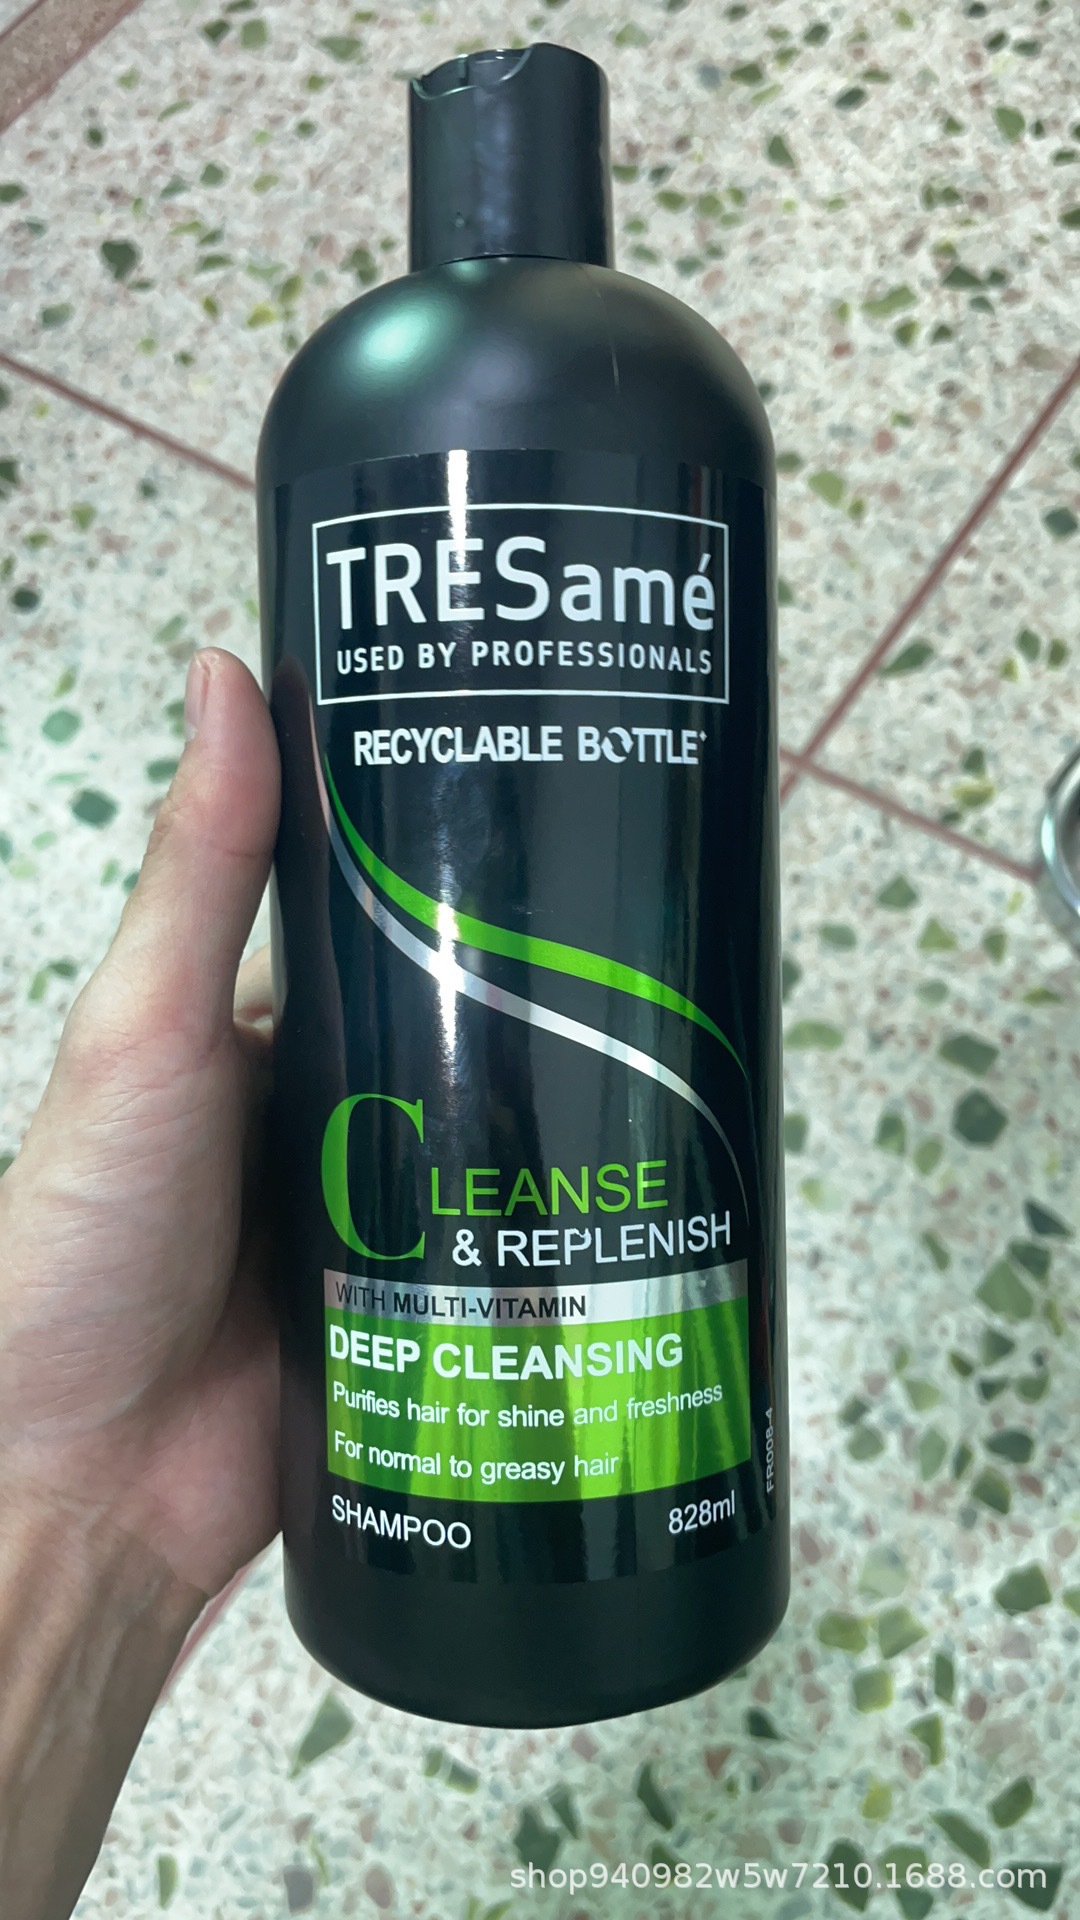 TRESamé
USED BY PROFESSIONALS
RECYCLABLE BOTTLE+
CLEANSE
& REPLENISH
WITH MULTI-VITAMIN
DEEP CLEANSING
Purifies hair for shine and freshness
For normal to greasy hair
SHAMPOO
828ml
FR008-4
shop940982w5w7210.1688.com